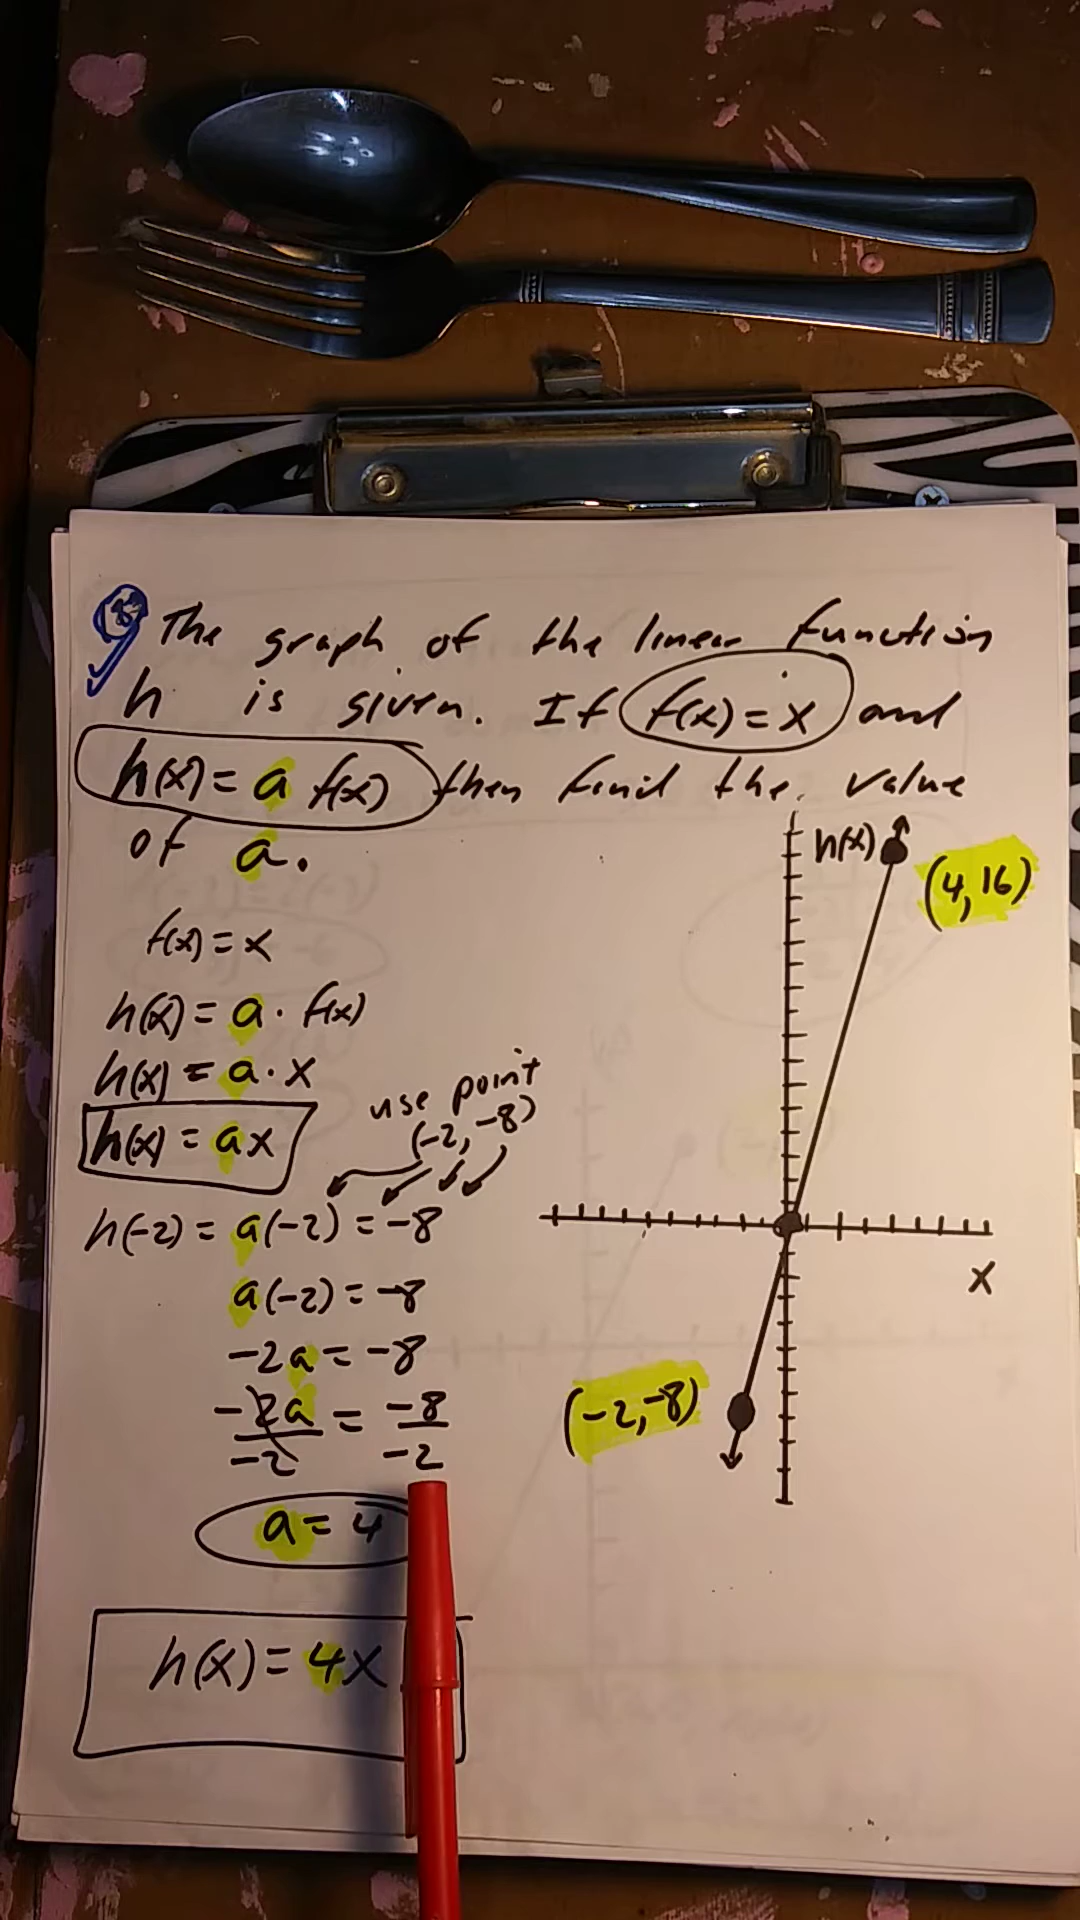 8 The graph of the linear function
h is given. If f(x) = x and
h(x) = a f(x) then find the value
of a.
h(x)
(4,16)
f(x) = x
h(x) = a · f(x)
h(x) = a · x
h(x) = ax
use point
(-2, -8)
h(-2) = a(-2) = -8
a(-2) = -8
-2a = -8
-2a/-2 = -8/-2
a = 4
h(x) = 4x
x
(-2,-8)